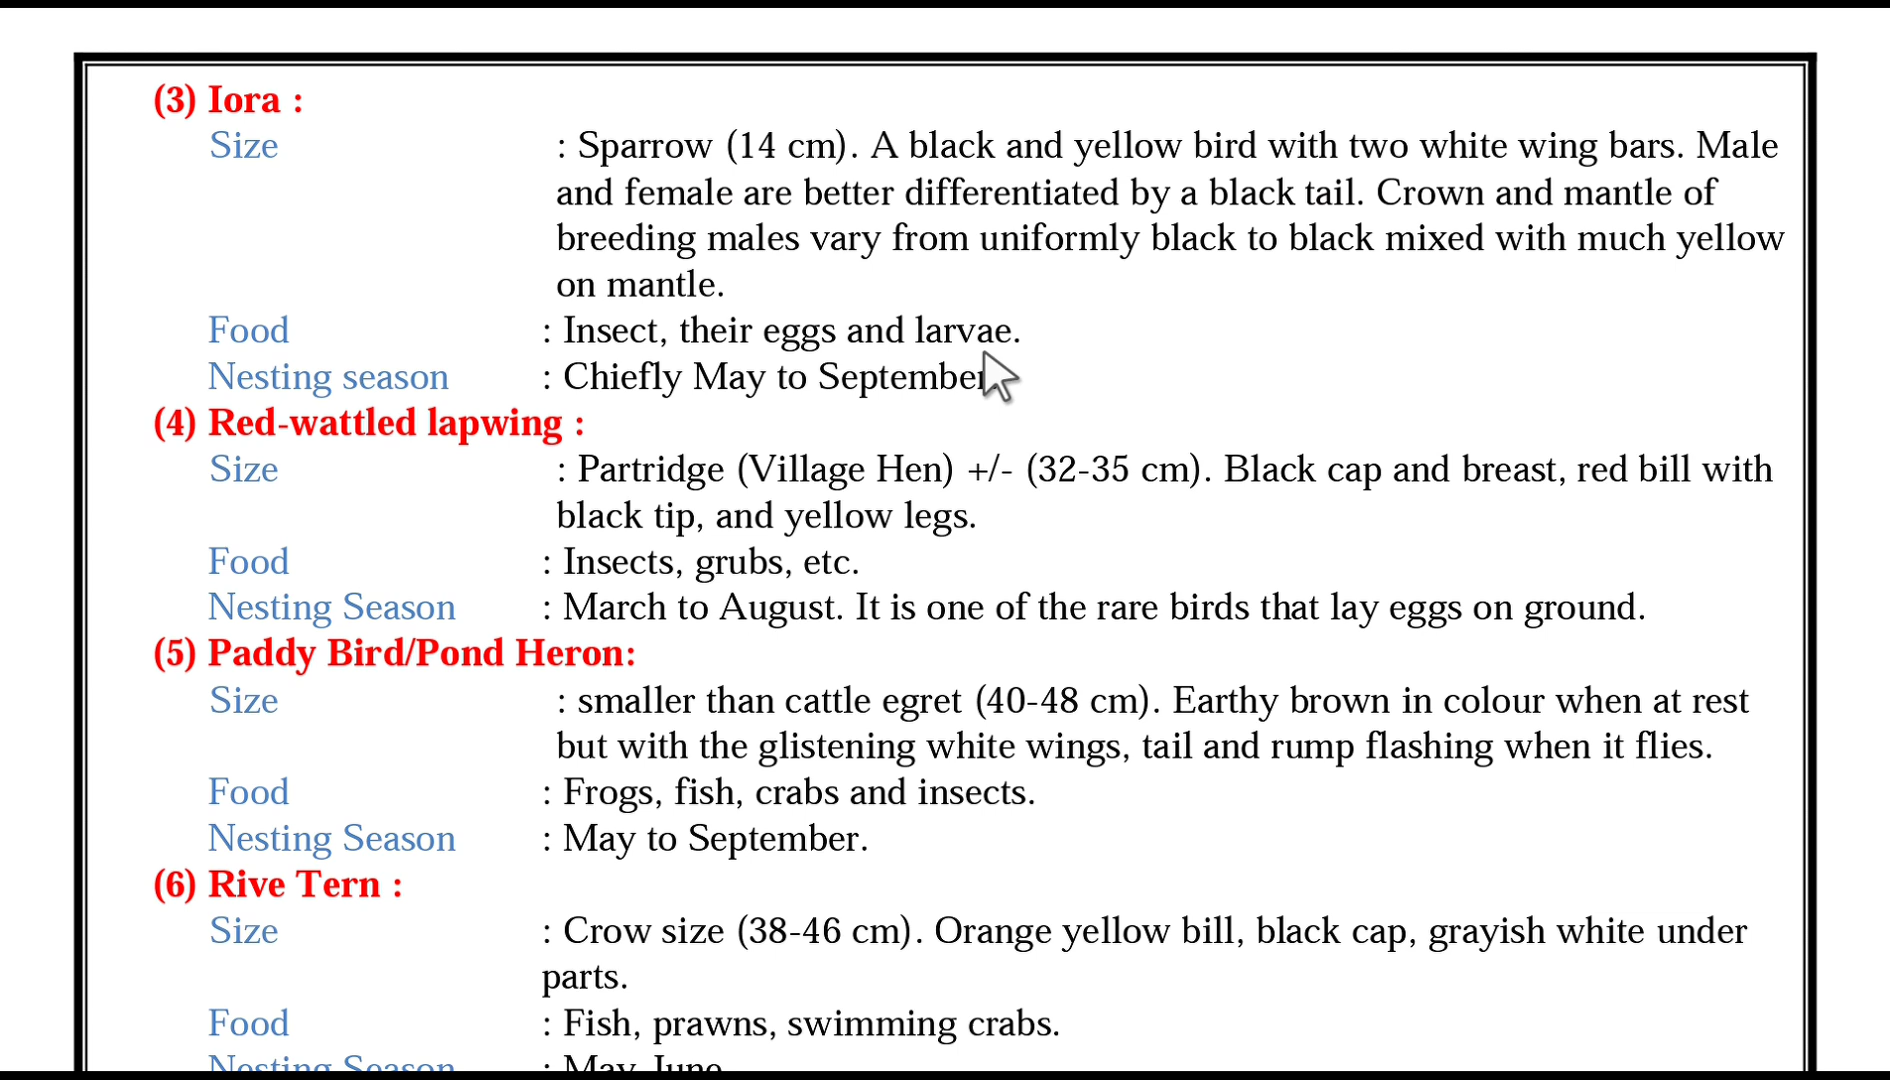 (3) Iora :
Size : Sparrow (14 cm). A black and yellow bird with two white wing bars. Male
and female are better differentiated by a black tail. Crown and mantle of
breeding males vary from uniformly black to black mixed with much yellow
on mantle.
Food : Insect, their eggs and larvae.
Nesting season : Chiefly May to September
(4) Red-wattled lapwing :
Size : Partridge (Village Hen) +/- (32-35 cm). Black cap and breast, red bill with
black tip, and yellow legs.
Food : Insects, grubs, etc.
Nesting Season : March to August. It is one of the rare birds that lay eggs on ground.
(5) Paddy Bird/Pond Heron:
Size : smaller than cattle egret (40-48 cm). Earthy brown in colour when at rest
but with the glistening white wings, tail and rump flashing when it flies.
Food : Frogs, fish, crabs and insects.
Nesting Season : May to September.
(6) Rive Tern :
Size : Crow size (38-46 cm). Orange yellow bill, black cap, grayish white under
parts.
Food : Fish, prawns, swimming crabs.
Nesting Season : May June